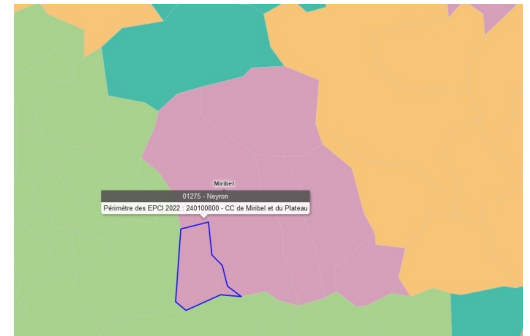 Miribel
01275 - Neyron
Périmètre des EPCI 2022 : 240100800 - CC de Miribel et du Plateau